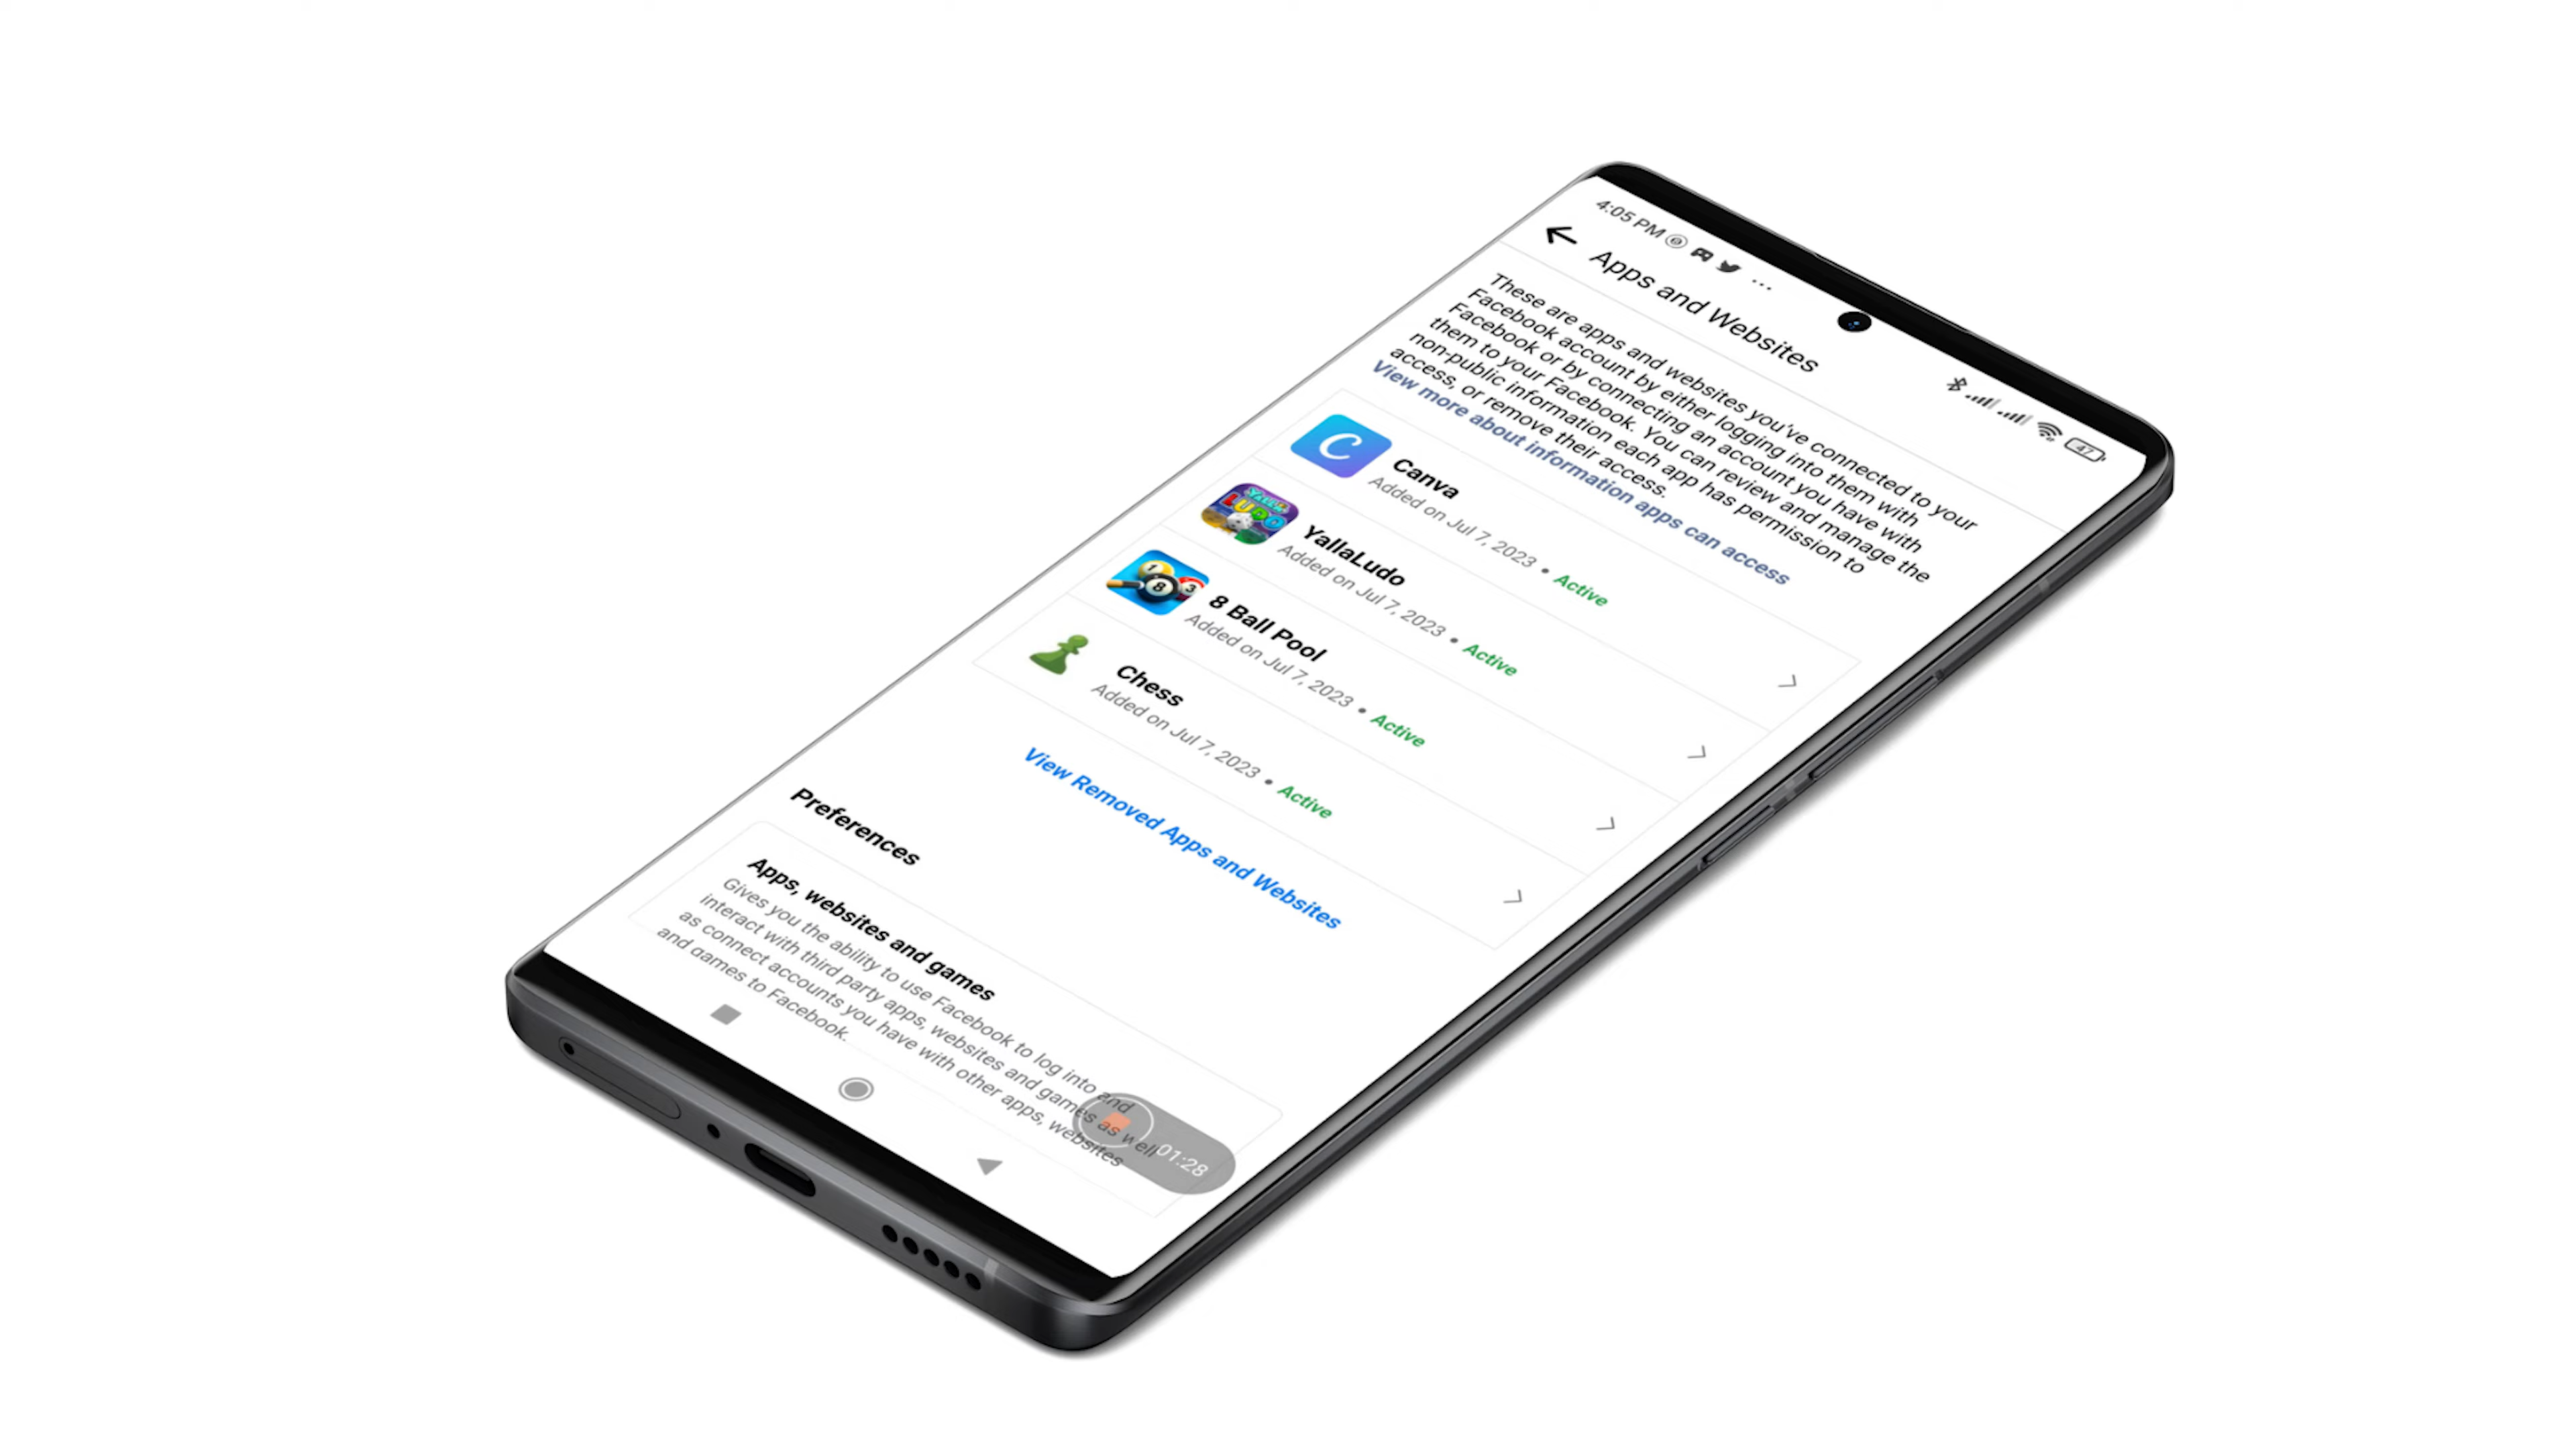 4:05 PM
47
Apps and Websites
These are apps and websites you've connected to your
Facebook account by either logging into them with
Facebook or by connecting an account you have with
them to your Facebook. You can review and manage the
non-public information each app has permission to
access, or remove their access.
View more about information apps can access
C
Canva
Added on Jul 7, 2023 • Active
YALLA
LUDO
YallaLudo
Added on Jul 7, 2023 • Active
1
8
3
8 Ball Pool
Added on Jul 7, 2023 • Active
Chess
Added on Jul 7, 2023 • Active
View Removed Apps and Websites
Preferences
Apps, websites and games
Gives you the ability to use Facebook to log into and
interact with third party apps, websites and games as well
as connect accounts you have with other apps, websites
and games to Facebook.
01:28